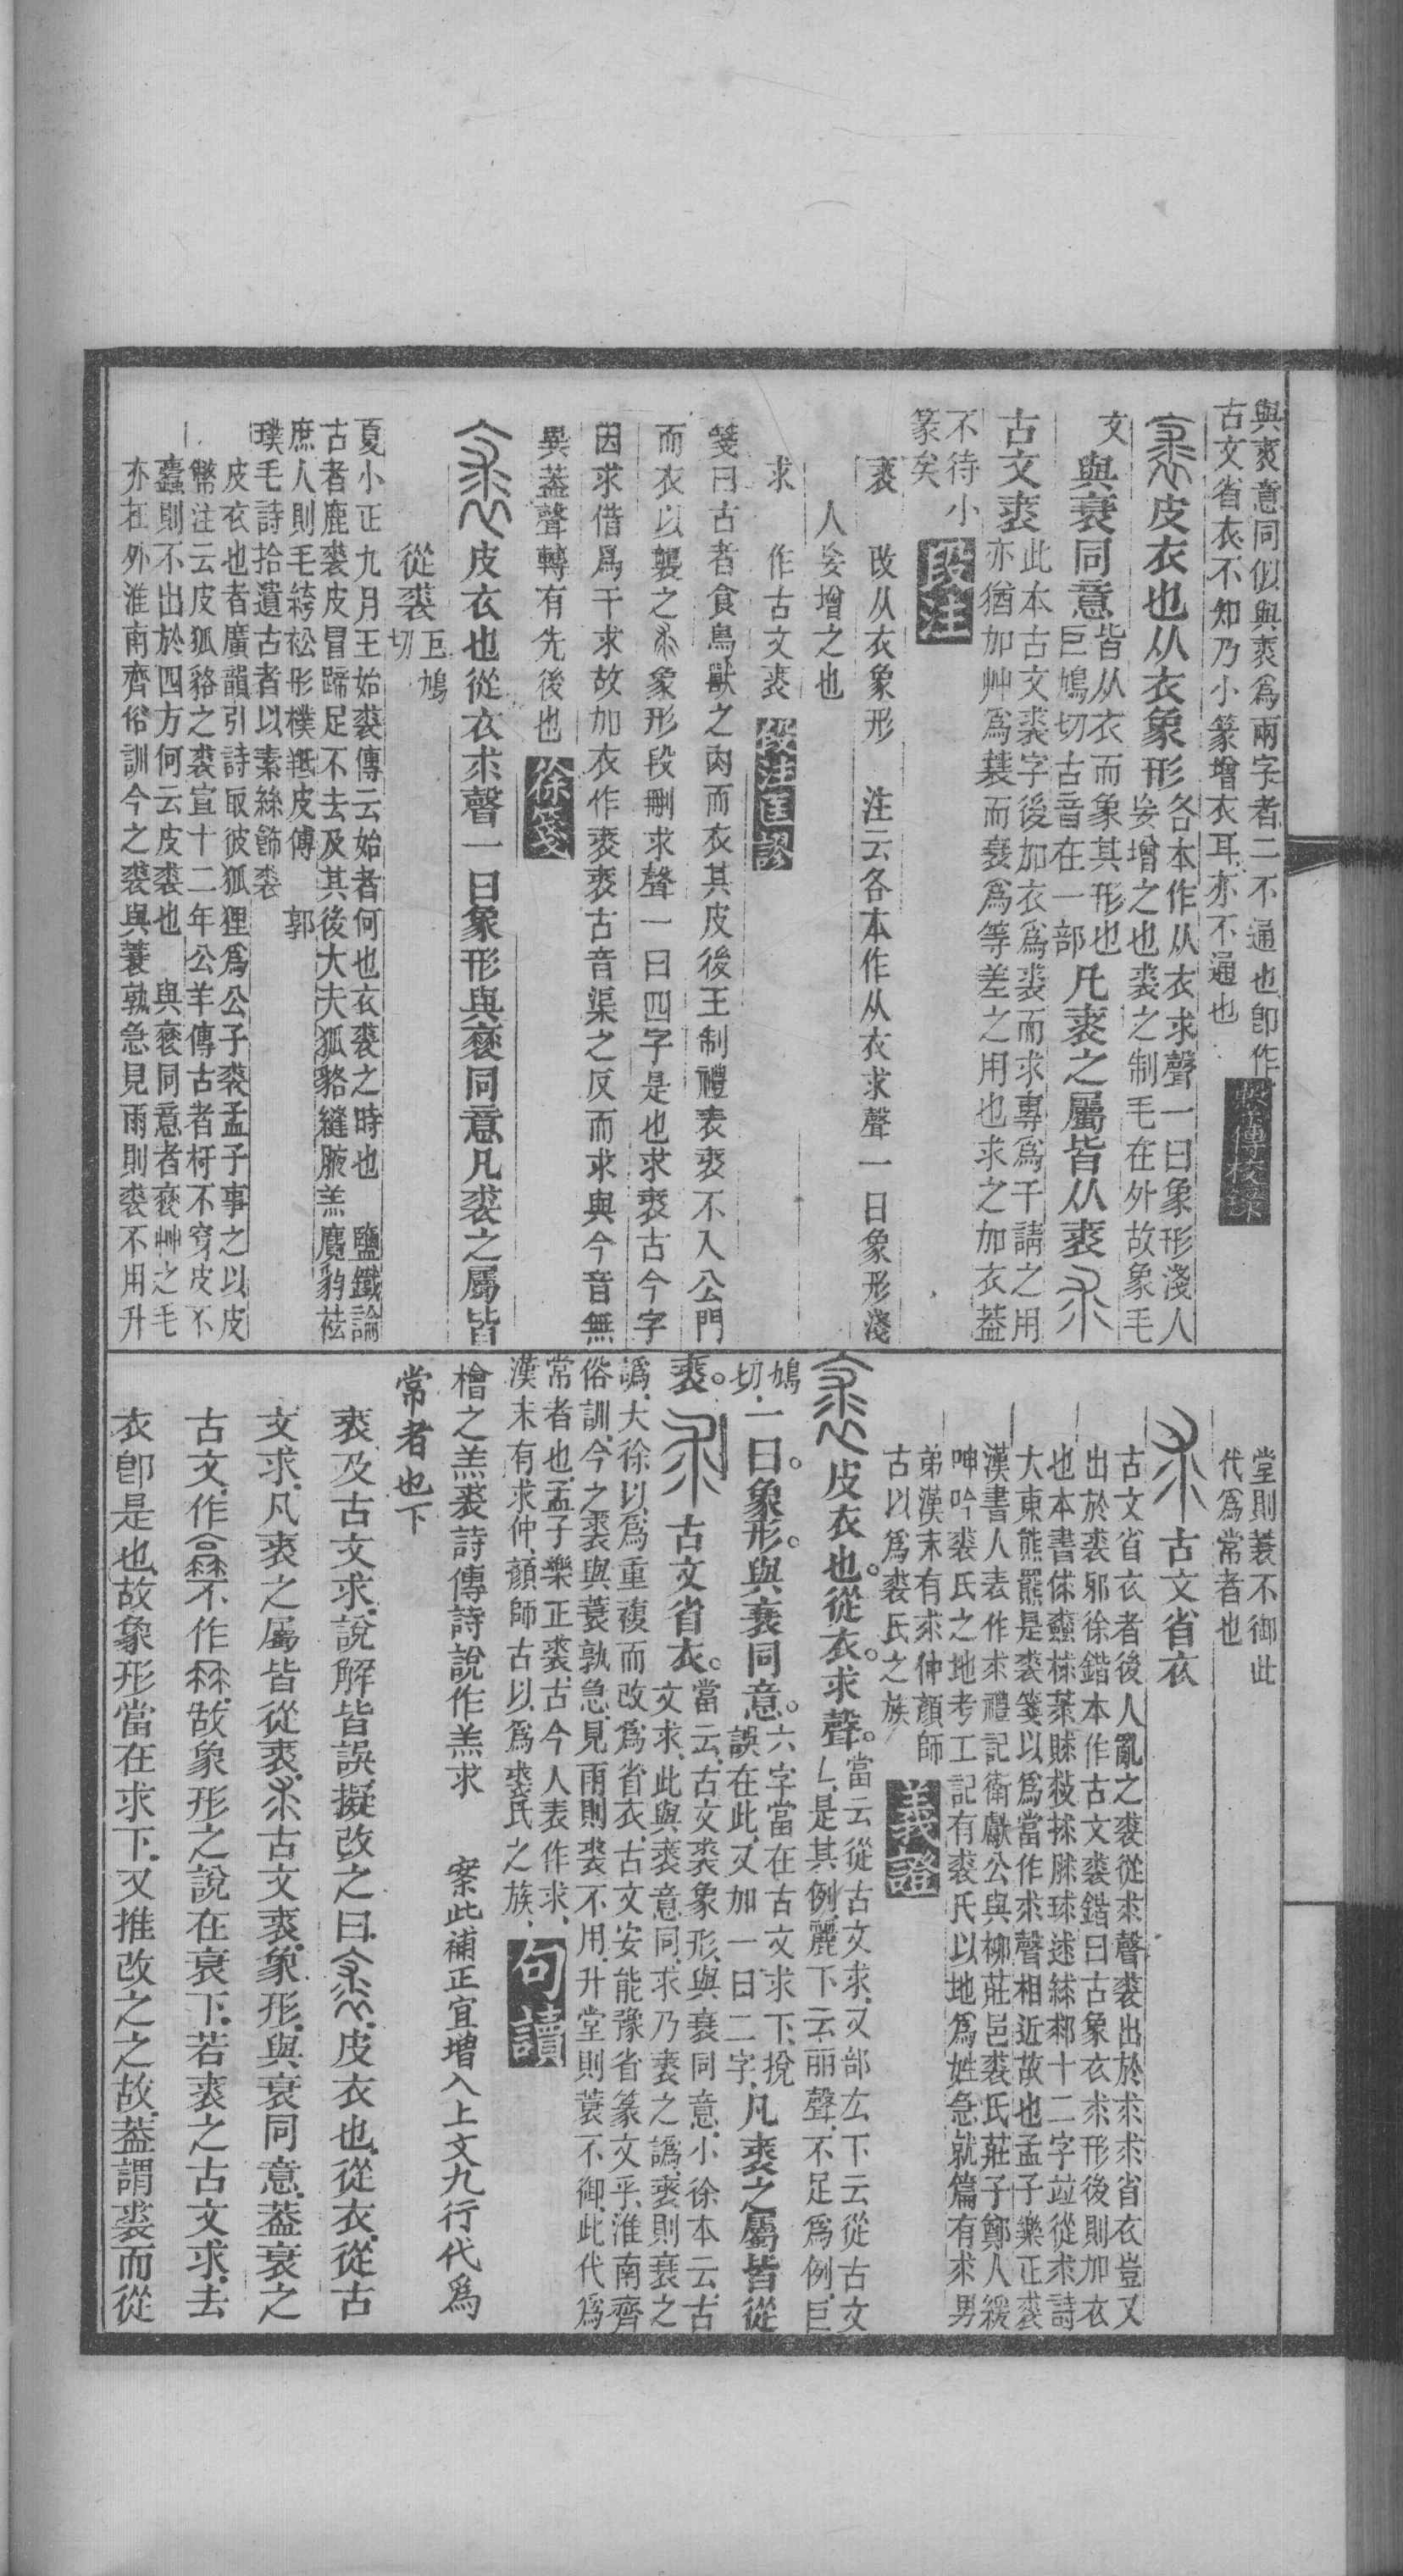 與裘意同似與裘爲兩字者二不通也卽作
古文省衣不知乃小篆增衣耳亦不通也
繫傳校錄
皮衣也从衣象形
各本作从衣求聲一曰象形淺人
妄增之也裘之制毛在外故象毛
文
與衰同意
皆从衣而象其形也
巨鳩切古音在一部
凡裘之屬皆从裘
古文裘
此本古文裘字後加衣爲裘而求專爲干請之用
亦猶加艸爲蓑而衰爲等差之用也求之加衣葢
不待小
篆矣
段注
裘 改从衣象形 注云各本作从衣求聲一曰象形淺
人妄增之也
求 作古文裘
段注匡謬
箋曰古者食鳥獸之肉而衣其皮後王制禮表裘不入公門
而衣以襲之 象形段刪求聲一曰四字是也求裘古今字
因求借爲干求故加衣作裘裘古音渠之反而求與今音無
異葢聲轉有先後也
徐箋
皮衣也從衣求聲一曰象形與衰同意凡裘之屬皆
從裘
巨鳩
切
夏小正九月王始裘傳云始者何也衣裘之時也 鹽鐵論
古者鹿裘皮冒蹄足不去及其後大夫狐貉縫腋羔麑豹袪
庶人則毛絝衳彤樸羝皮傅 郭
璞毛詩拾遺古者以素絲飾裘
皮衣也者廣韻引詩取彼狐狸爲公子裘孟子事之以皮
幣注云皮狐貉之裘宣十二年公羊傳古者杅不穿皮不
蠹則不出於四方何云皮裘也 與衰同意者衰艸之毛
亦在外淮南齊俗訓今之裘與蓑孰急見雨則裘不用升
堂則蓑不御此
代爲常者也
古文省衣
古文省衣者後人亂之裘從求聲裘出於求求省衣豈又
出於裘邪徐鍇本作古文裘鍇曰古象衣求形後則加衣
也本書 十二字竝從求詩
大東熊羆是裘箋以爲當作求聲相近故也孟子樂正裘
漢書人表作求禮記衛獻公與柳莊邑裘氏莊子鄭人緩
呻吟裘氏之地考工記有裘氏以地爲姓急就篇有求男
弟漢末有求仲顏師
古以爲裘氏之族
義證
皮衣也。從衣。求聲。
當云從古文求,又部厷下云從古文
𠃋,是其例,麗下云丽聲,不足爲例,巨
鳩
切
一曰。象形。與衰同意。
六字當在古文求下,挩
誤在此,又加一曰二字,
凡裘之屬皆從
裘。
古文省衣。
當云,古文裘象形,與衰同意,小徐本云,古
文求,此與裘意同,求乃裘之譌,裘則衰之
譌,大徐以爲重複而改爲省衣,古文安能豫省篆文乎,淮南齊
俗訓,今之裘與蓑孰急,見雨則裘不用,升堂則蓑不御,此代爲
常者也,孟子樂正裘,古今人表作求,
漢末有求仲,顏師古以爲裘氏之族,
句讀
檜之羔裘詩傳詩說作羔求 案此補正宜增入上文九行代爲
常者也下
裘及古文求,說解皆誤,擬改之曰, ,皮衣也,從衣,從古
文求,凡裘之屬皆從裘, 古文裘,象形,與衰同意,葢衰之
古文,作 不作冄,故象形之說在衰下,若裘之古文求,去
衣卽是也,故象形當在求下,又推改之之故,葢謂裘而從